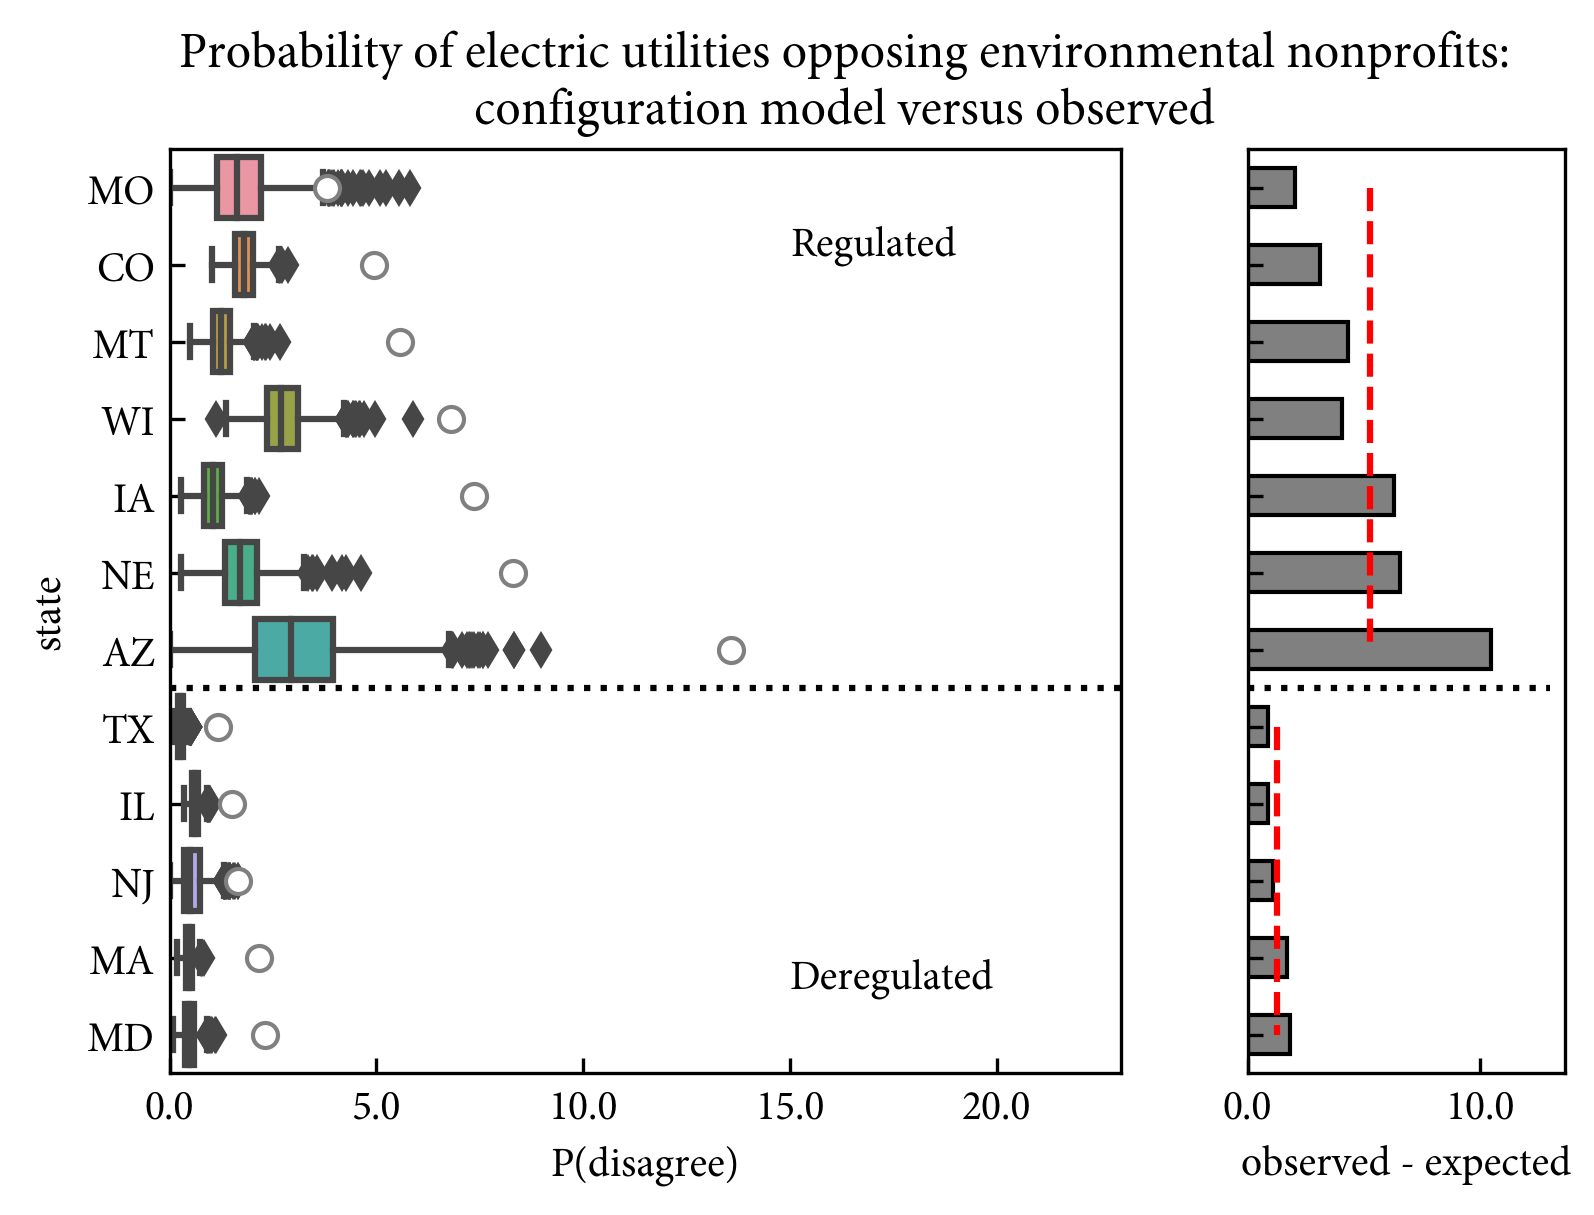 Probability of electric utilities opposing environmental nonprofits:
configuration model versus observed
MO
CO
MT
WI
IA
NE
AZ
TX
IL
NJ
MA
MD
state
Regulated
Deregulated
0.0 5.0 10.0 15.0 20.0
P(disagree)
0.0 10.0
observed - expected